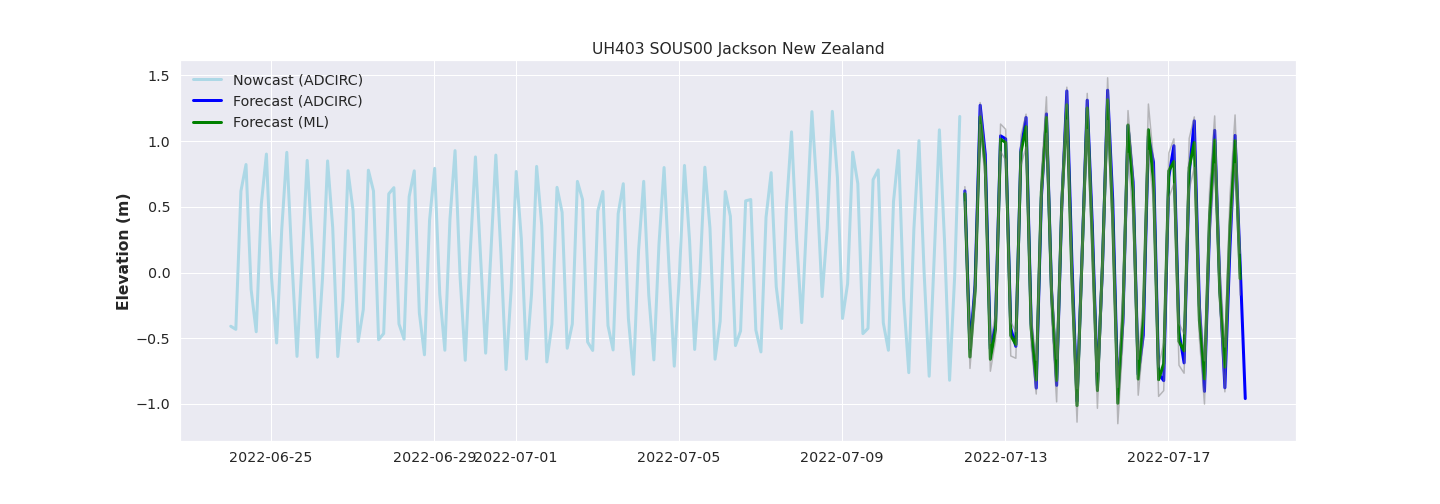 UH403 SOUS00 Jackson New Zealand
Nowcast (ADCIRC)
Forecast (ADCIRC)
Forecast (ML)
Elevation (m)
1.5
1.0
0.5
0.0
−0.5
−1.0
2022-06-25
2022-06-29
2022-07-01
2022-07-05
2022-07-09
2022-07-13
2022-07-17